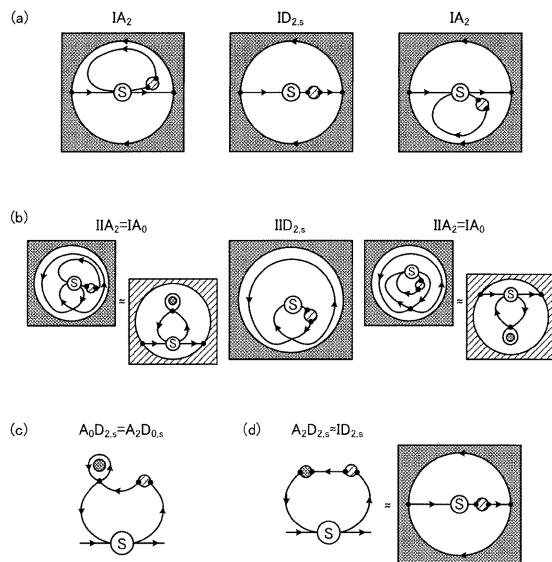 (a)
IA₂ ID₂,ₛ IA₂
S S S
(b)
IIA₂=IA₀ IID₂,ₛ IIA₂=IA₀
S ≈ S S S ≈ S
(c) A₀D₂,ₛ=A₂D₀,ₛ (d) A₂D₂,ₛ≈ID₂,ₛ
S S ≈ S